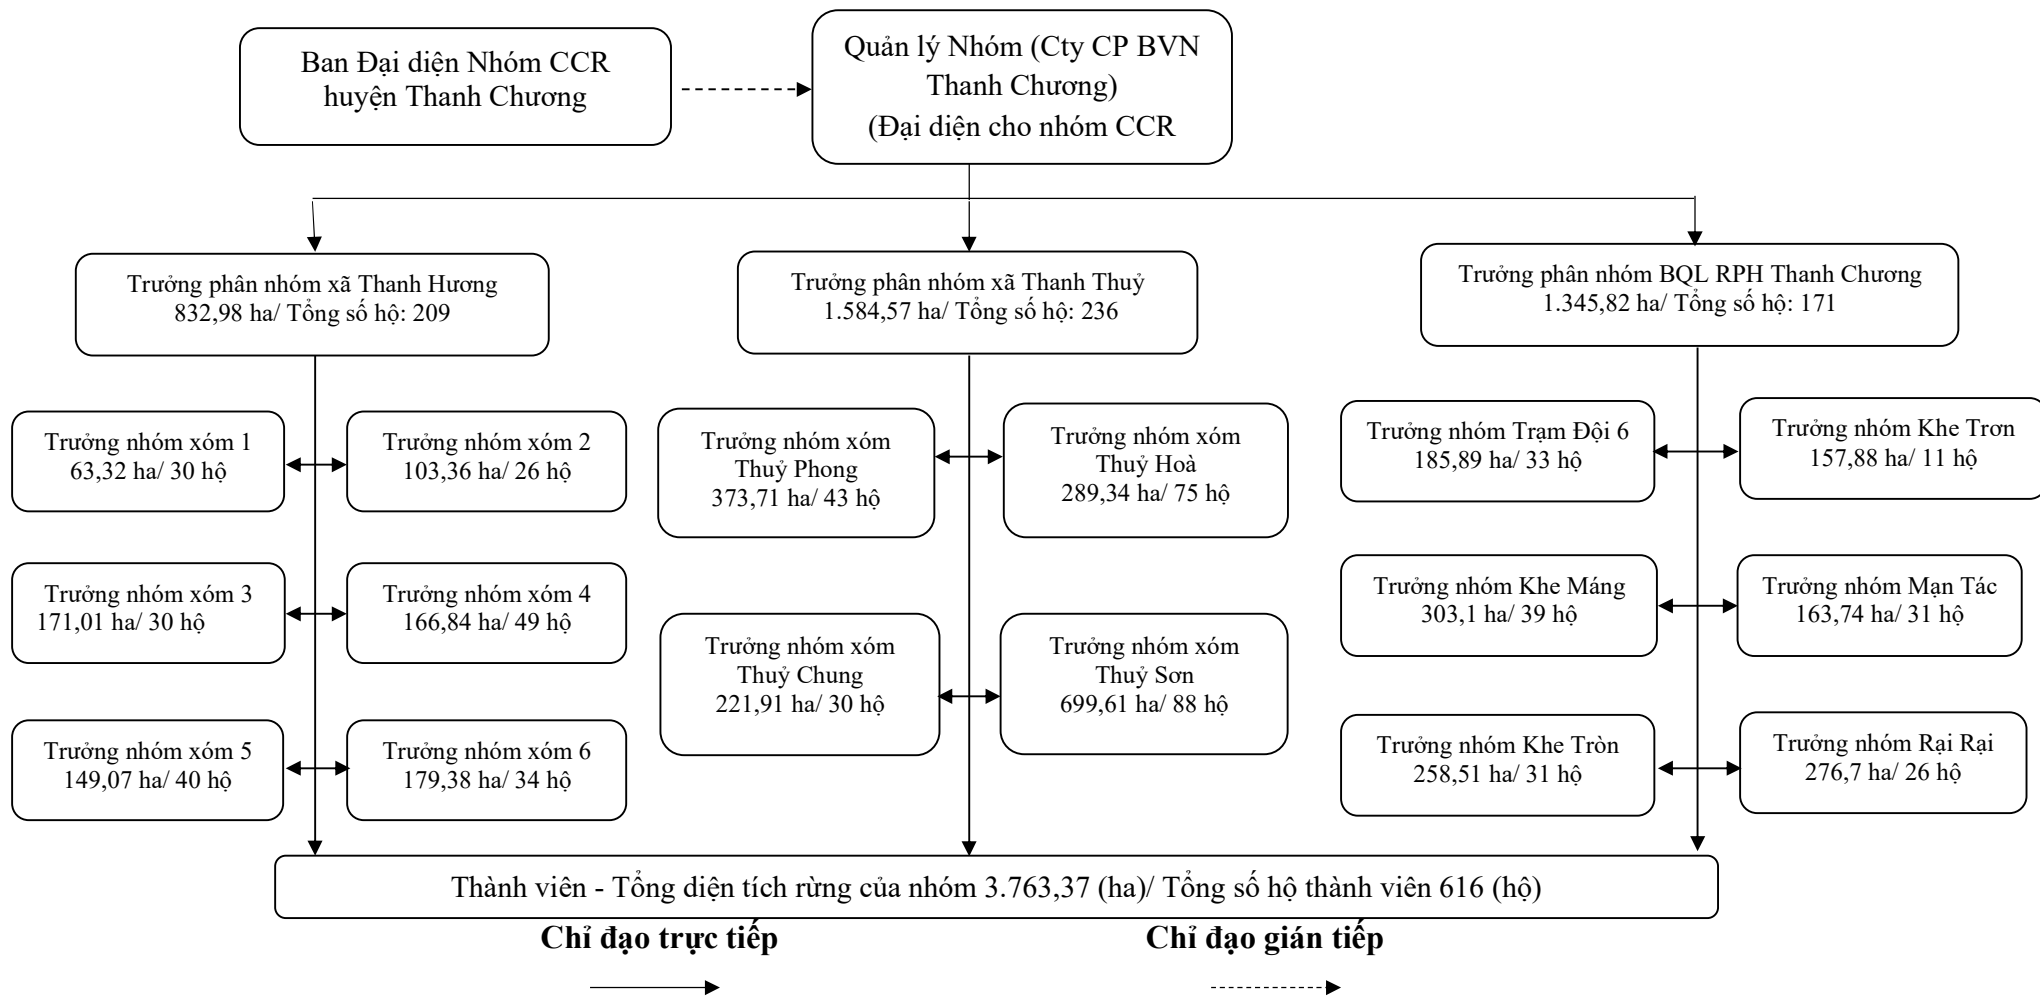 Ban Đại diện Nhóm CCR
huyện Thanh Chương
Quản lý Nhóm (Cty CP BVN
Thanh Chương)
(Đại diện cho nhóm CCR
Trưởng phân nhóm xã Thanh Hương
832,98 ha/ Tổng số hộ: 209
Trưởng phân nhóm xã Thanh Thuỷ
1.584,57 ha/ Tổng số hộ: 236
Trưởng phân nhóm BQL RPH Thanh Chương
1.345,82 ha/ Tổng số hộ: 171
Trưởng nhóm xóm 1
63,32 ha/ 30 hộ
Trưởng nhóm xóm 2
103,36 ha/ 26 hộ
Trưởng nhóm xóm
Thuỷ Phong
373,71 ha/ 43 hộ
Trưởng nhóm xóm
Thuỷ Hoà
289,34 ha/ 75 hộ
Trưởng nhóm Trạm Đội 6
185,89 ha/ 33 hộ
Trưởng nhóm Khe Trơn
157,88 ha/ 11 hộ
Trưởng nhóm xóm 3
171,01 ha/ 30 hộ
Trưởng nhóm xóm 4
166,84 ha/ 49 hộ
Trưởng nhóm xóm
Thuỷ Chung
221,91 ha/ 30 hộ
Trưởng nhóm xóm
Thuỷ Sơn
699,61 ha/ 88 hộ
Trưởng nhóm Khe Máng
303,1 ha/ 39 hộ
Trưởng nhóm Mạn Tác
163,74 ha/ 31 hộ
Trưởng nhóm xóm 5
149,07 ha/ 40 hộ
Trưởng nhóm xóm 6
179,38 ha/ 34 hộ
Trưởng nhóm Khe Tròn
258,51 ha/ 31 hộ
Trưởng nhóm Rại Rại
276,7 ha/ 26 hộ
Thành viên - Tổng diện tích rừng của nhóm 3.763,37 (ha)/ Tổng số hộ thành viên 616 (hộ)
Chỉ đạo trực tiếp
Chỉ đạo gián tiếp